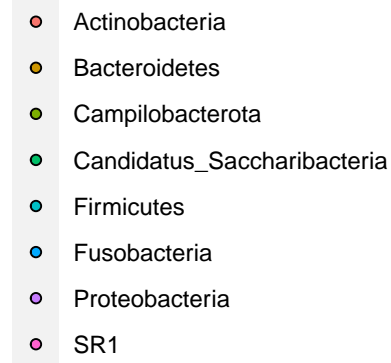 Actinobacteria
Bacteroidetes
Campilobacterota
Candidatus_Saccharibacteria
Firmicutes
Fusobacteria
Proteobacteria
SR1